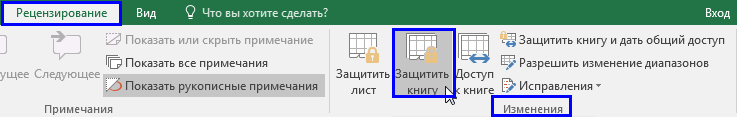 Рецензирование Вид Что вы хотите сделать? Вход
Показать или скрыть примечание
Показать все примечания
Показать рукописные примечания
Следующее
Примечания
Защитить лист
Защитить книгу
Доступ к книге
Защитить книгу и дать общий доступ
Разрешить изменение диапазонов
Исправления
Изменения